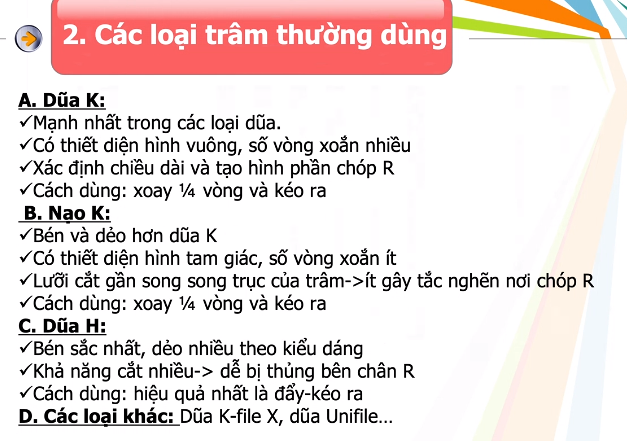 2. Các loại trâm thường dùng
A. Dũa K:
✓Mạnh nhất trong các loại dũa.
✓Có thiết diện hình vuông, số vòng xoắn nhiều
✓Xác định chiều dài và tạo hình phần chóp R
✓Cách dùng: xoay ¼ vòng và kéo ra
B. Nạo K:
✓Bén và dẻo hơn dũa K
✓Có thiết diện hình tam giác, số vòng xoắn ít
✓Lưỡi cắt gần song song trục của trâm->ít gây tắc nghẽn nơi chóp R
✓Cách dùng: xoay ¼ vòng và kéo ra
C. Dũa H:
✓Bén sắc nhất, dẻo nhiều theo kiểu dáng
✓Khả năng cắt nhiều-> dễ bị thủng bên chân R
✓Cách dùng: hiệu quả nhất là đẩy-kéo ra
D. Các loại khác: Dũa K-file X, dũa Unifile...